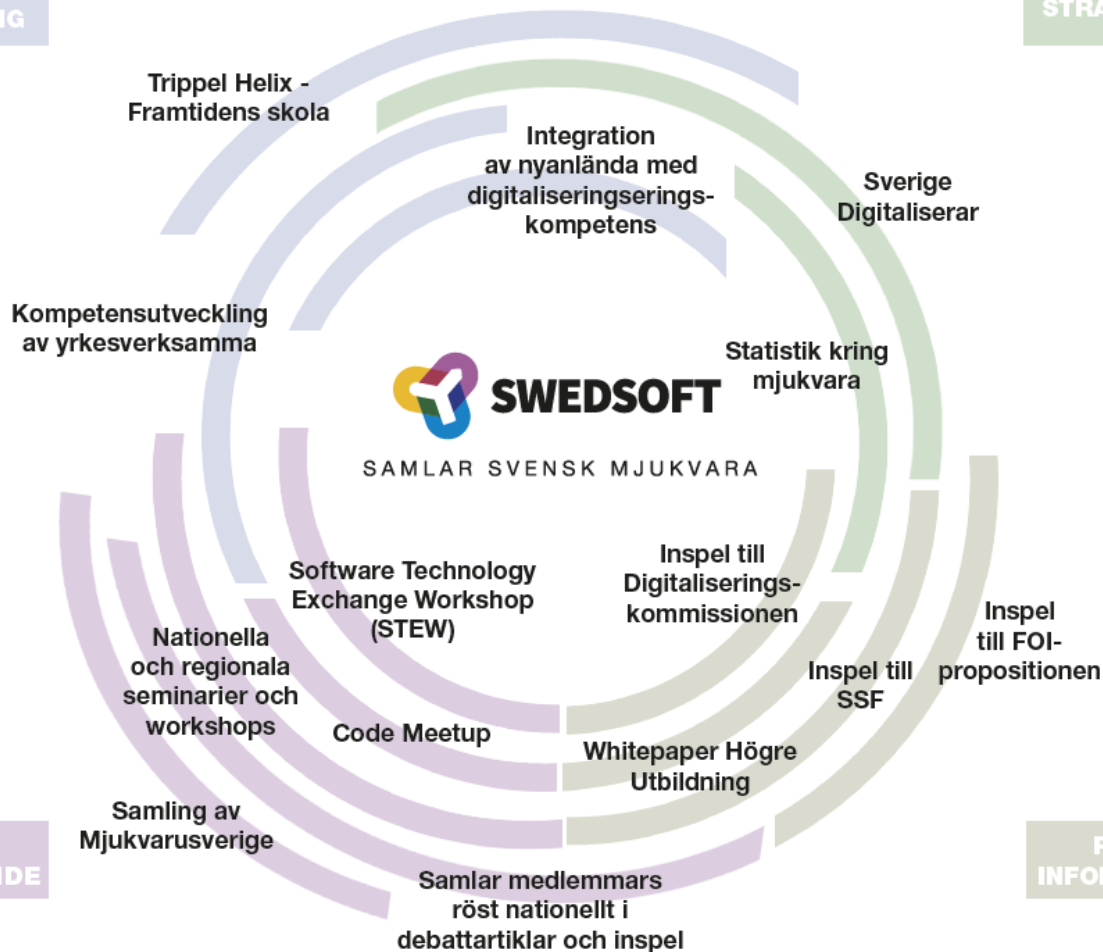 Trippel Helix -
Framtidens skola
Integration
av nyanlända med
digitaliseringserings-
kompetens
Sverige
Digitaliserar
Kompetensutveckling
av yrkesverksamma
Statistik kring
mjukvara
SWEDSOFT
SAMLAR SVENSK MJUKVARA
Software Technology
Exchange Workshop
(STEW)
Inspel till
Digitaliserings-
kommissionen
Nationella
och regionala
seminarier och
workshops
Inspel
till FOI-
propositionen
Inspel till
SSF
Code Meetup
Whitepaper Högre
Utbildning
Samling av
Mjukvarusverige
Samlar medlemmars
röst nationellt i
debattartiklar och inspel